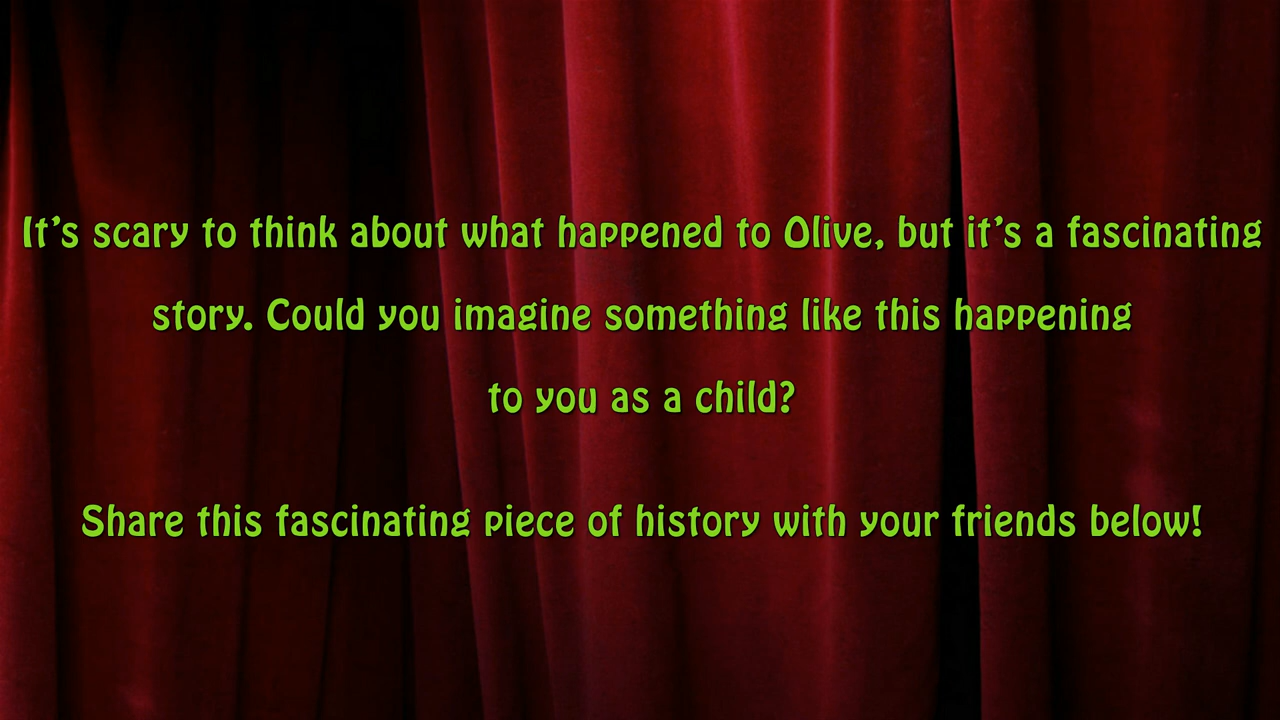 It's scary to think about what happened to Olive, but it's a fascinating
story. Could you imagine something like this happening
to you as a child?
Share this fascinating piece of history with your friends below!